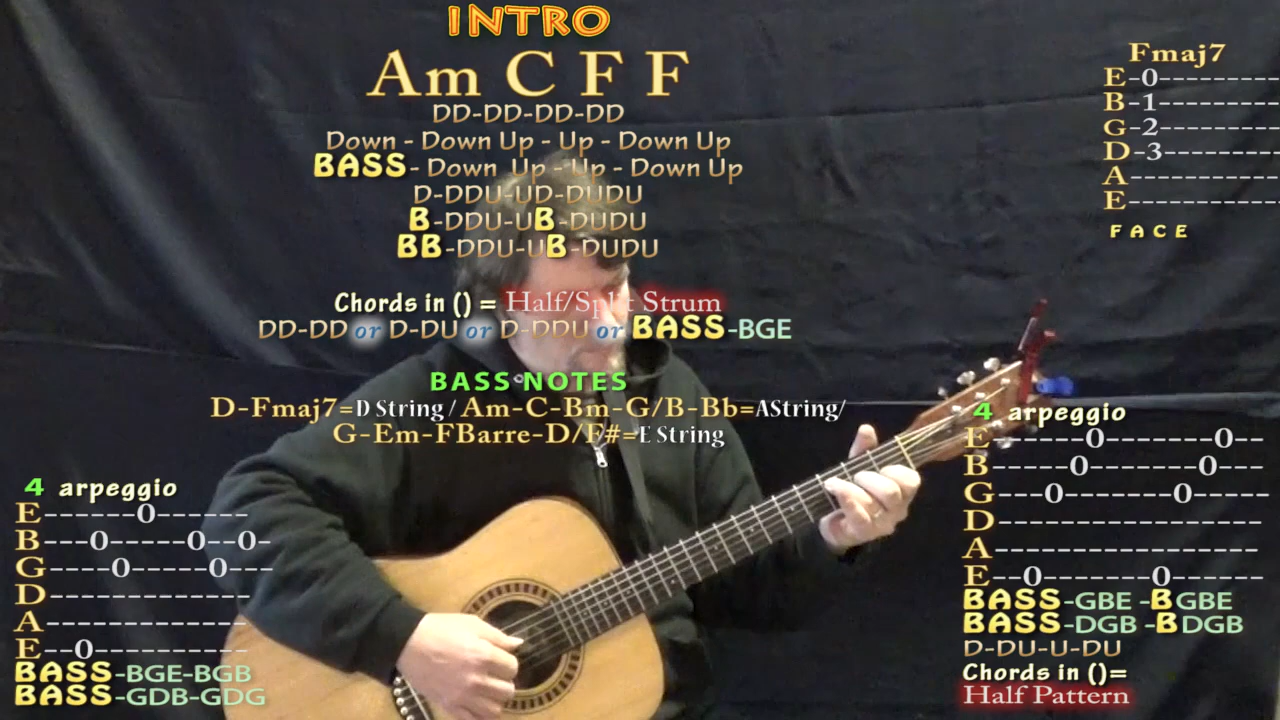 INTRO
Am C F F
DD-DD-DD-DD
Down - Down Up - Up - Down Up
BASS- Down Up - Up - Down Up
D-DDU-UD-DUDU
B-DDU-UB-DUDU
BB-DDU-UB-DUDU
Chords in () = Half/Split Strum
DD-DD or D-DU or D-DDU or BASS-BGE
BASS NOTES
D-Fmaj7=D String / Am-C-Bm-G/B-Bb=AString/
G-Em-FBarre-D/F#=E String
Fmaj7
E-0---------
B-1---------
G-2---------
D-3---------
A-----------
E-----------
F A C E
4 arpeggio
E------0------
B---0-----0--0-
G----0-----0---
D-------------
A-------------
E--0----------
BASS-BGE-BGB
BASS-GDB-GDG
4 arpeggio
E------0------0--
B-----0------0---
G---0------0-----
D----------------
A----------------
E--0------0------
BASS-GBE -BGBE
BASS-DGB -BDGB
D-DU-U-DU
Chords in ()=
Half Pattern